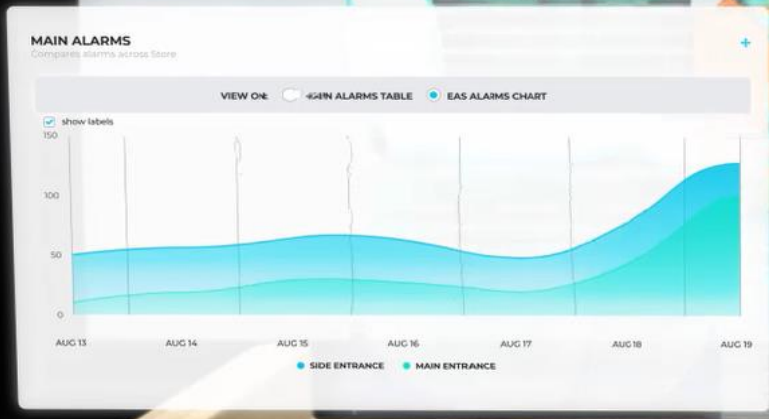 MAIN ALARMS
Compares alarms across Store
+
VIEW ON: MAIN ALARMS TABLE EAS ALARMS CHART
show labels
150
100
50
0
AUG 13 AUG 14 AUG 15 AUG 16 AUG 17 AUG 18 AUG 19
SIDE ENTRANCE MAIN ENTRANCE